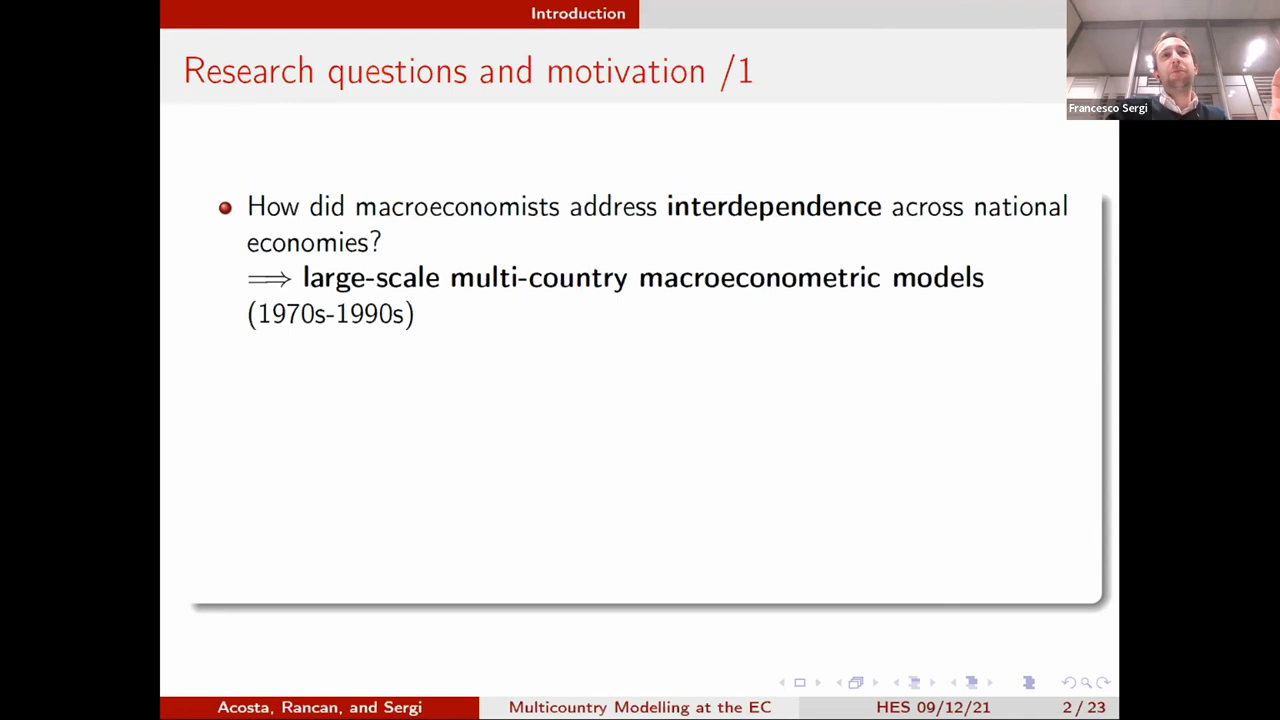 Introduction
Research questions and motivation /1
Francesco Sergi
How did macroeconomists address interdependence across national
economies?
⟹ large-scale multi-country macroeconometric models
(1970s-1990s)
Acosta, Rancan, and Sergi
Multicountry Modelling at the EC
HES 09/12/21
2 / 23